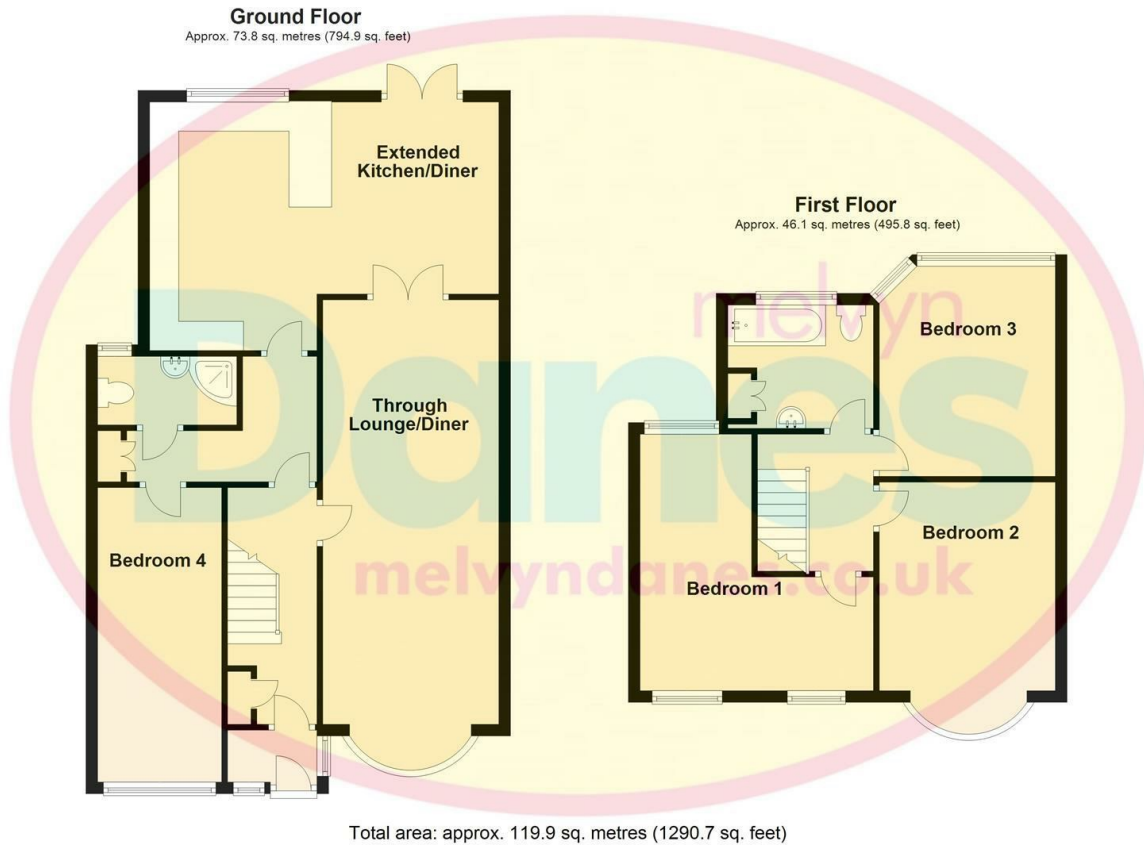 Ground Floor
Approx. 73.8 sq. metres (794.9 sq. feet)
Extended
Kitchen/Diner
Through
Lounge/Diner
Bedroom 4
First Floor
Approx. 46.1 sq. metres (495.8 sq. feet)
Bedroom 3
Bedroom 2
Bedroom 1
melvyn
Danes
melvyndanes.co.uk
Total area: approx. 119.9 sq. metres (1290.7 sq. feet)